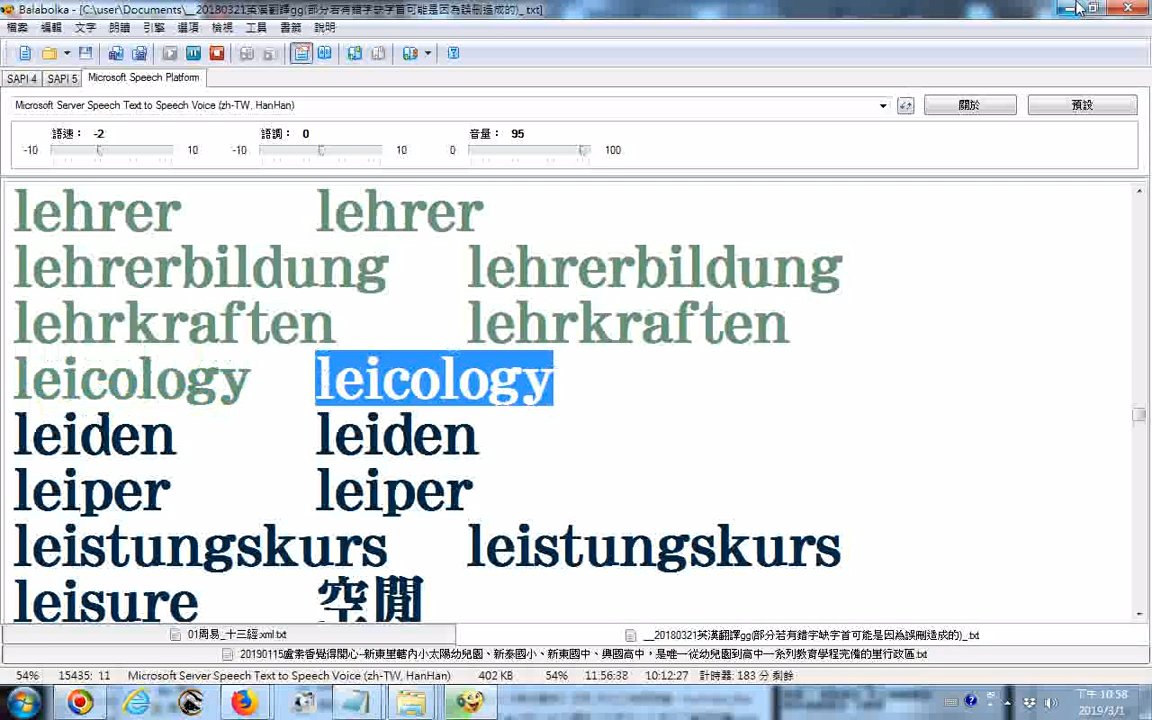 Balabolka - [C:\user\Documents\__20180321英漢翻譯gg(部分若有錯字缺字首可能是因為誤刪造成的)_.txt]
檔案 編輯 文字 朗讀 引擎 選項 檢視 工具 書籤 說明
SAPI 4 SAPI 5 Microsoft Speech Platform
Microsoft Server Speech Text to Speech Voice (zh-TW, HanHan) 關於 預設
語速： -2 語調： 0 音量： 95
-10 10 -10 10 0 100
lehrer lehrer
lehrerbildung lehrerbildung
lehrkraften lehrkraften
leicology leicology
leiden leiden
leiper leiper
leistungskurs leistungskurs
leisure 空閒
01周易_十三經.xml.txt __20180321英漢翻譯gg(部分若有錯字缺字首可能是因為誤刪造成的)_.txt
20190115盧素香覺得開心-新東里轄內小太陽幼兒園、新泰國小、新東國中、興國高中，是唯一從幼兒園到高中一系列教育學程完備的里行政區.txt
54% 15435: 11 Microsoft Server Speech Text to Speech Voice (zh-TW, HanHan) 402 KB 54% 11:56:38 10:12:27 計時器: 183 分 剩餘
下午 10:58
2019/3/1